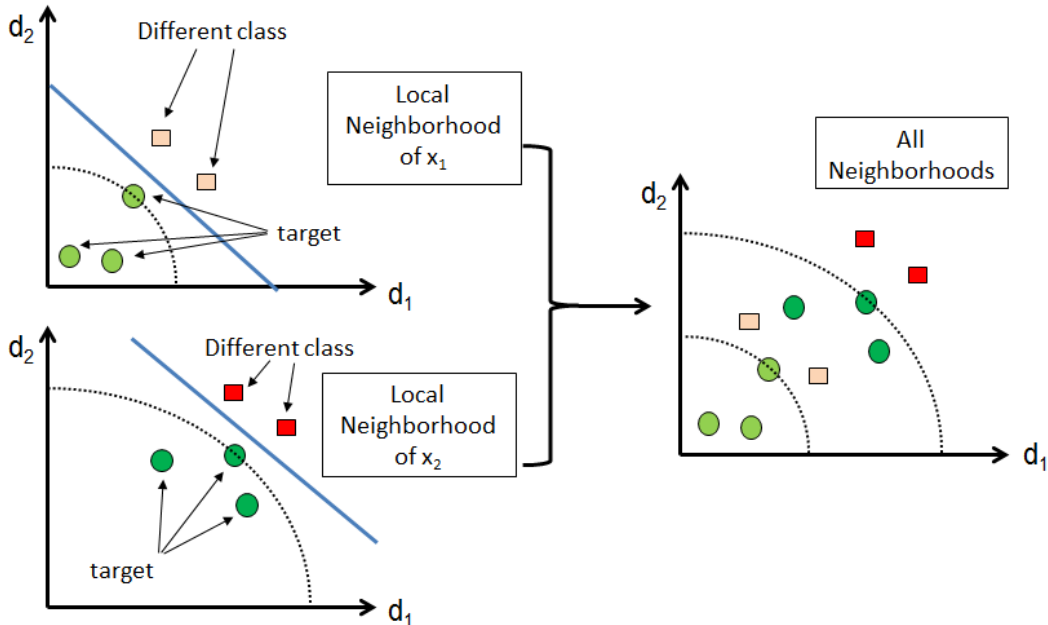 d₂
Different class
Local
Neighborhood
of x₁
target
d₁
d₂
Different class
Local
Neighborhood
of x₂
target
d₁
All
Neighborhoods
d₂
d₁